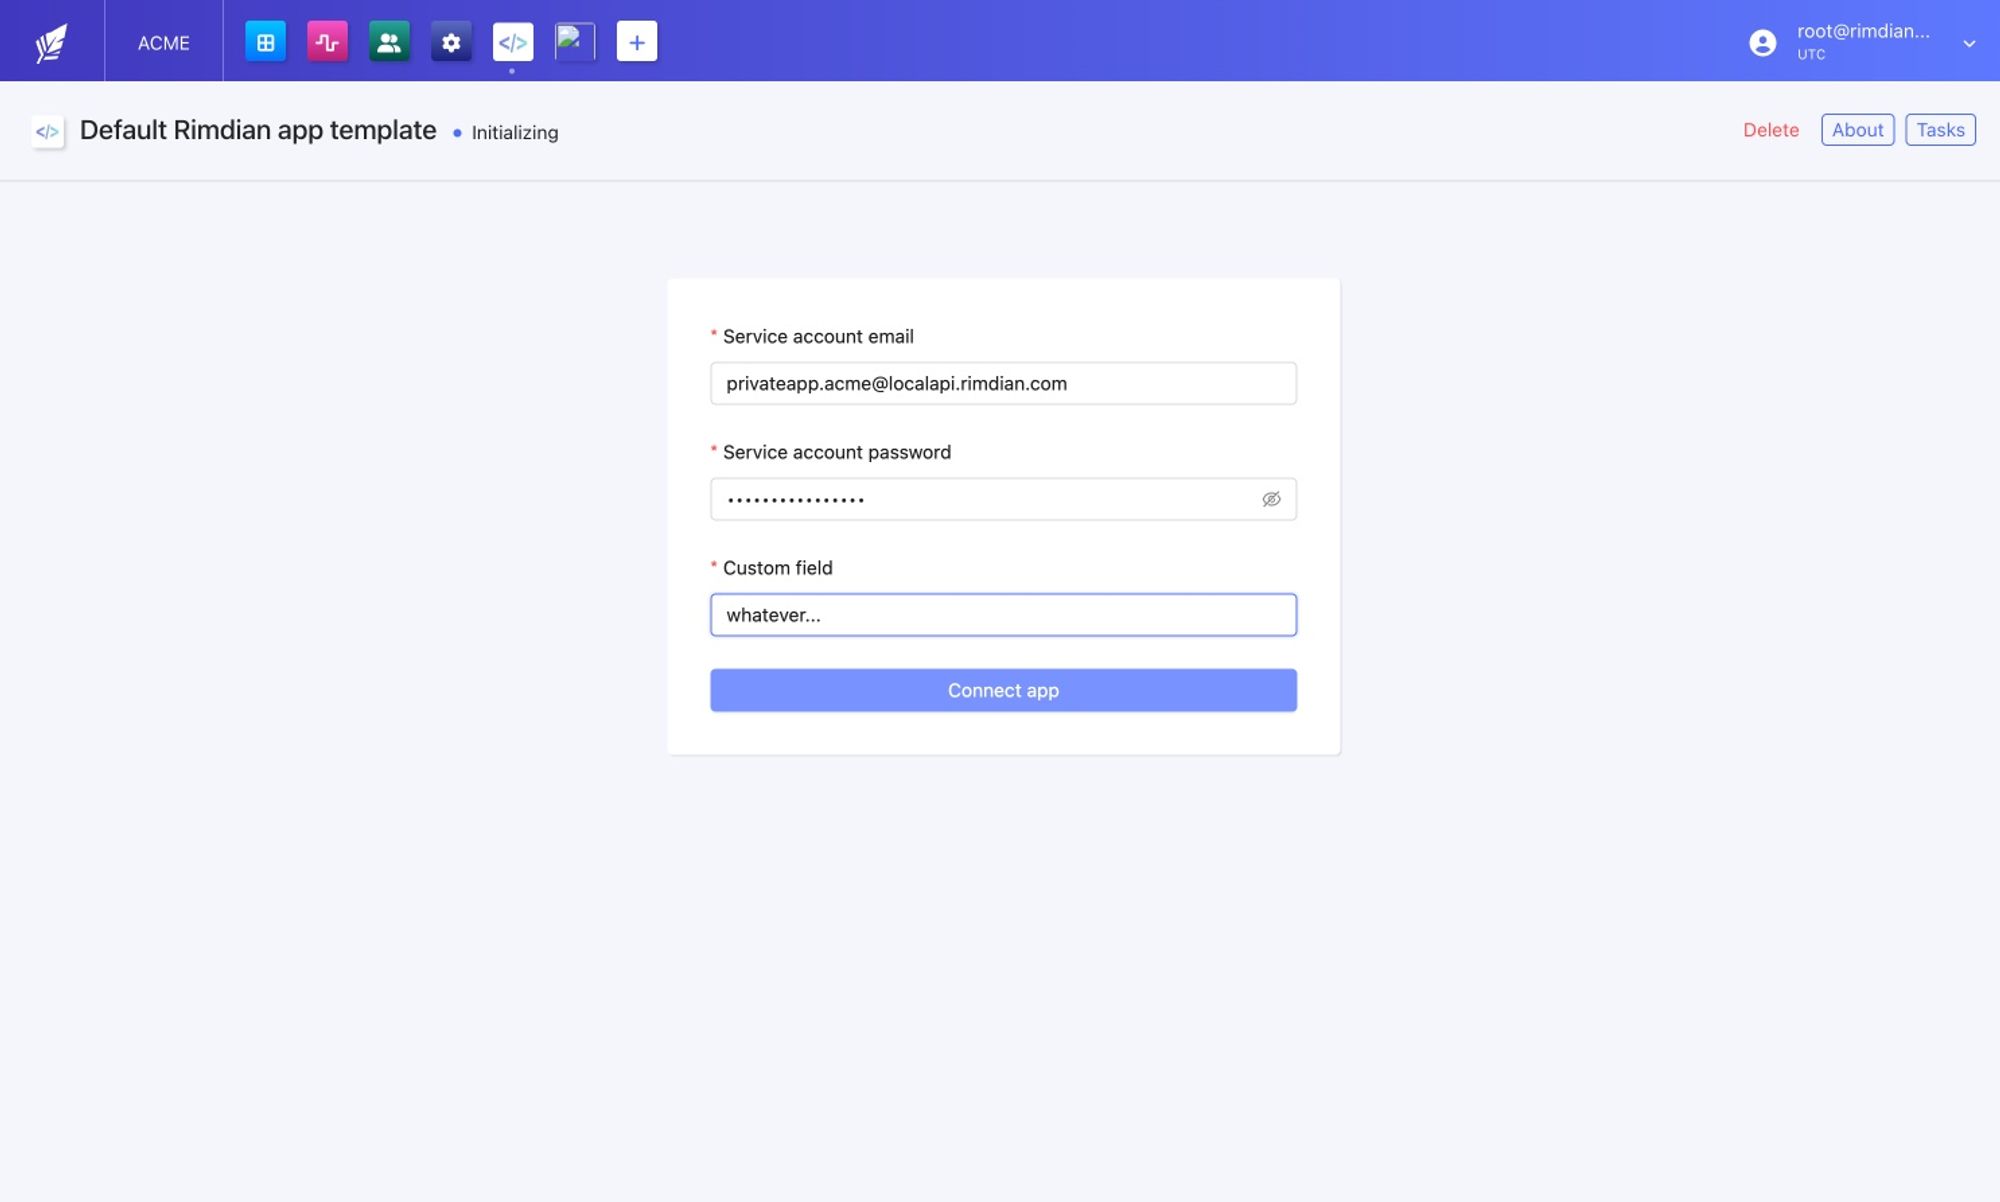 ACME
root@rimdian...
UTC
Default Rimdian app template
Initializing
Delete
About
Tasks
* Service account email
privateapp.acme@localapi.rimdian.com
* Service account password
••••••••••••••••
* Custom field
whatever...
Connect app